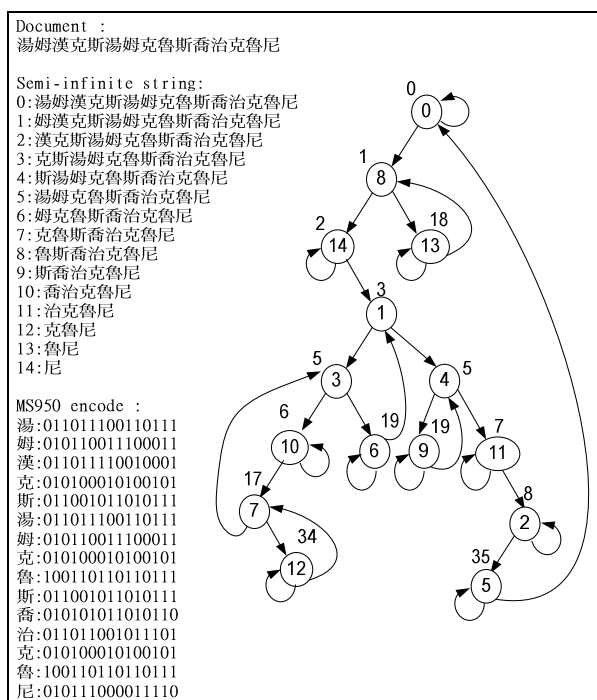 Document :
湯姆漢克斯湯姆克魯斯喬治克魯尼
Semi-infinite string:
0:湯姆漢克斯湯姆克魯斯喬治克魯尼
1:姆漢克斯湯姆克魯斯喬治克魯尼
2:漢克斯湯姆克魯斯喬治克魯尼
3:克斯湯姆克魯斯喬治克魯尼
4:斯湯姆克魯斯喬治克魯尼
5:湯姆克魯斯喬治克魯尼
6:姆克魯斯喬治克魯尼
7:克魯斯喬治克魯尼
8:魯斯喬治克魯尼
9:斯喬治克魯尼
10:喬治克魯尼
11:治克魯尼
12:克魯尼
13:魯尼
14:尼
MS950 encode :
湯:011011100110111
姆:010110011100011
漢:011011110010001
克:010100010100101
斯:011001011010111
湯:011011100110111
姆:010110011100011
克:010100010100101
魯:100110110110111
斯:011001011010111
喬:010101011010110
治:011011001011101
克:010100010100101
魯:100110110110111
尼:010111000011110
0
0
1
8
2
14
18
13
3
1
5
3
4
5
6
10
19
6
19
9
7
11
17
7
8
2
34
12
35
5